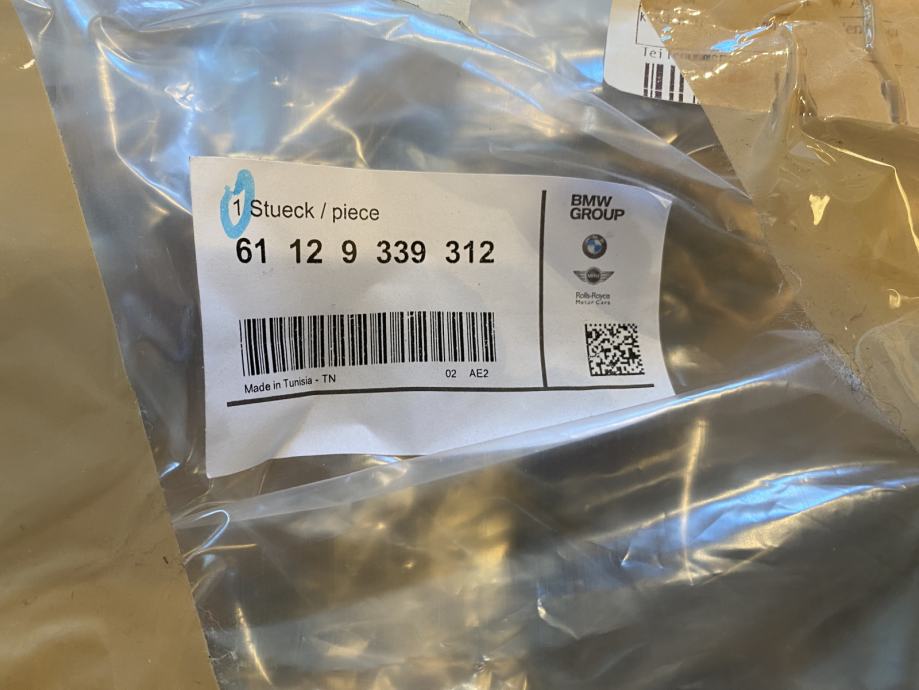 1 Stueck / piece
61 12 9 339 312
Made in Tunisia - TN
02 AE2
BMW
GROUP
Rolls-Royce
Motor Cars